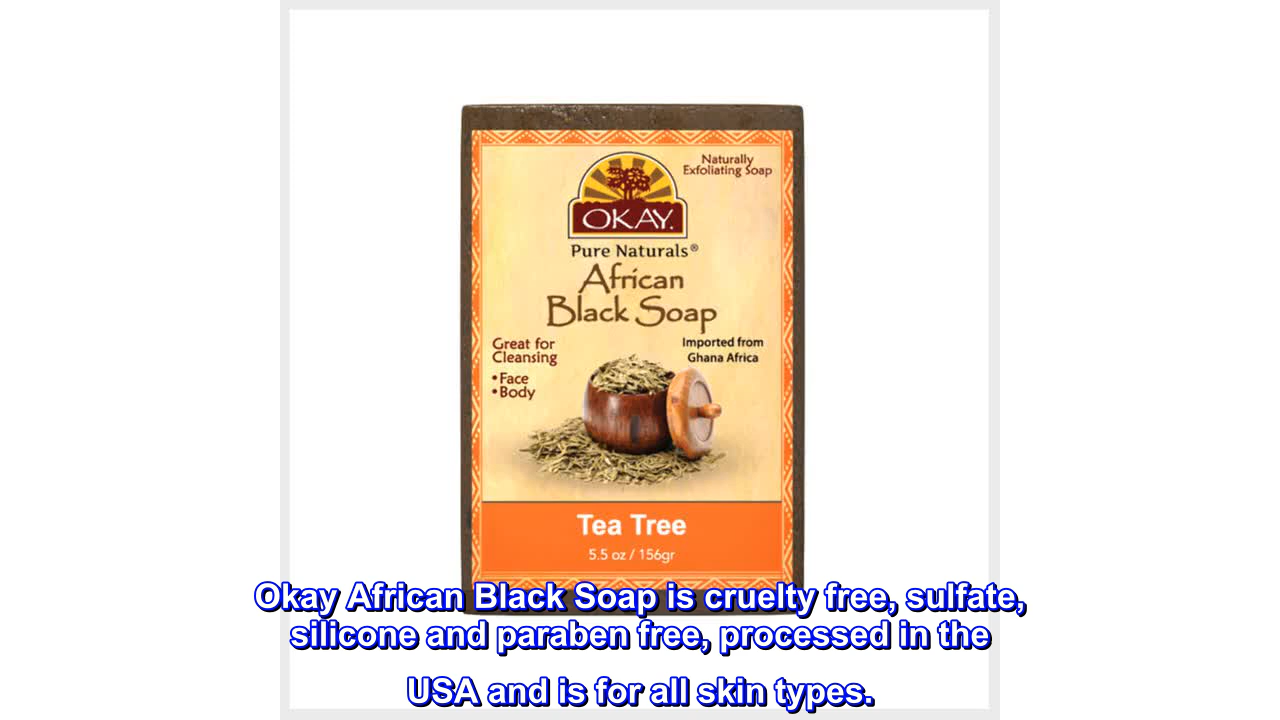 Naturally
Exfoliating Soap
OKAY.
Pure Naturals®
African
Black Soap
Great for
Cleansing
•Face
•Body
Imported from
Ghana Africa
Tea Tree
5.5 oz / 156gr
Okay African Black Soap is cruelty free, sulfate,
silicone and paraben free, processed in the
USA and is for all skin types.